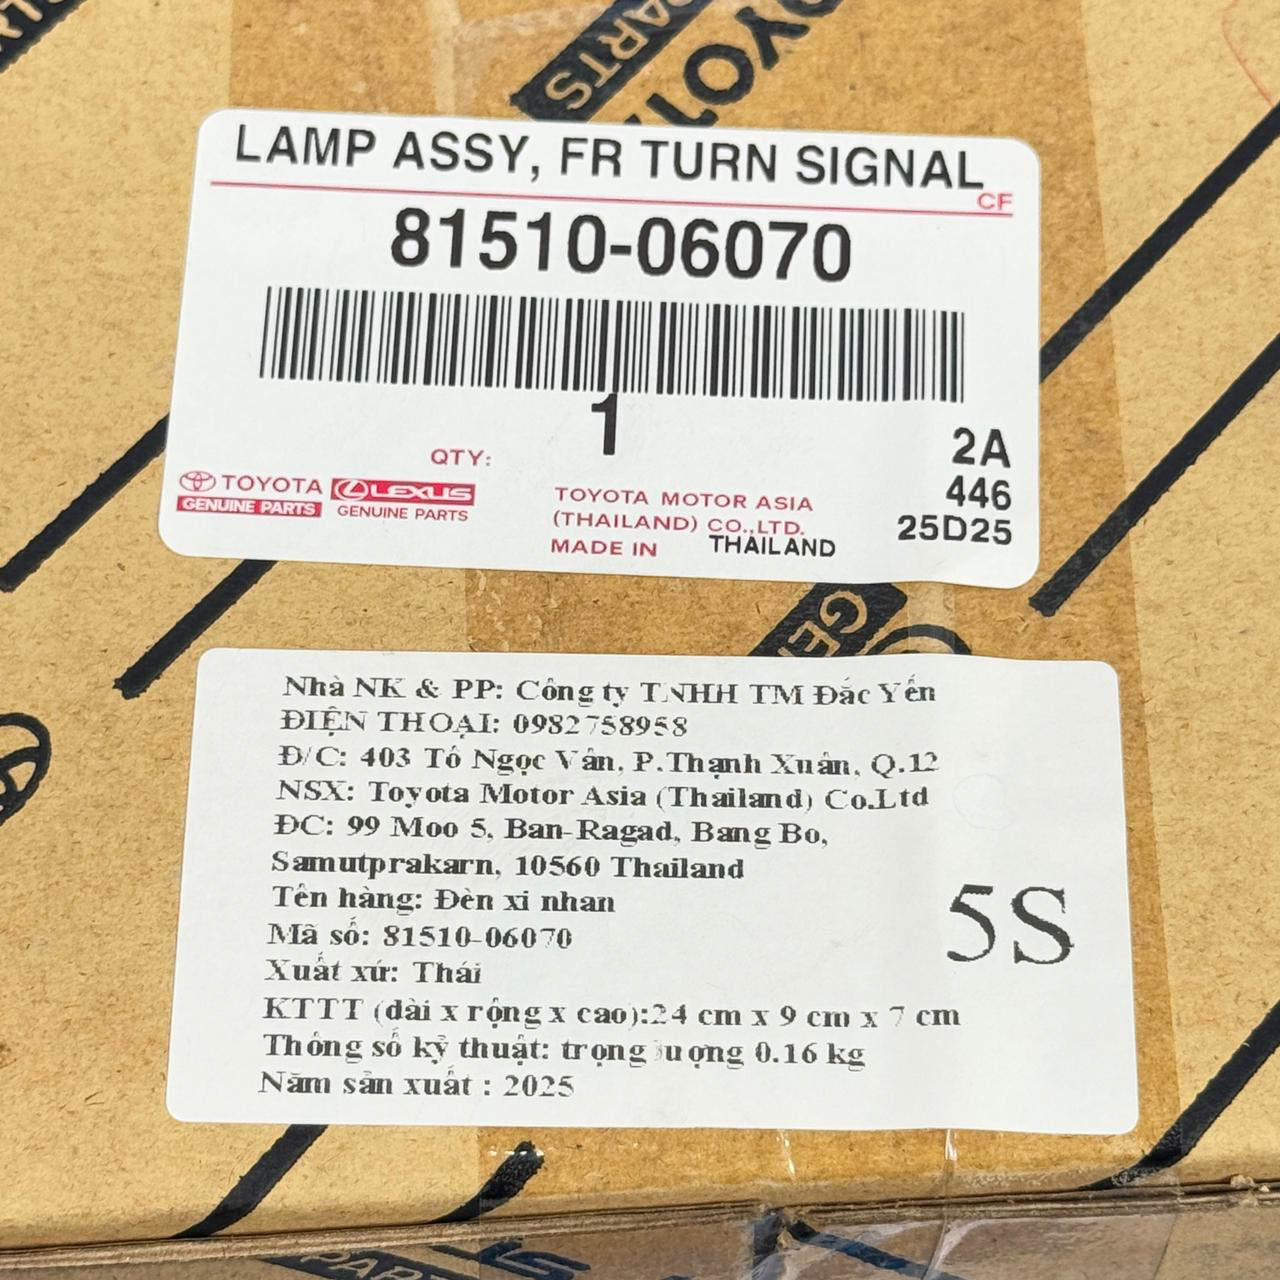 PARTS
TOYOT
LAMP ASSY, FR TURN SIGNAL
CF
81510-06070
1
QTY:
2A
446
25D25
TOYOTA
GENUINE PARTS
LEXUS
GENUINE PARTS
TOYOTA MOTOR ASIA
(THAILAND) CO.,LTD.
MADE IN THAILAND
GEN
Nhà NK & PP: Công ty TNHH TM Đắc Yến
ĐIỆN THOẠI: 0982758958
Đ/C: 403 Tô Ngọc Vân, P.Thạnh Xuân, Q.12
NSX: Toyota Motor Asia (Thailand) Co.Ltd
ĐC: 99 Moo 5, Ban-Ragad, Bang Bo,
Samutprakarn, 10560 Thailand
Tên hàng: Đèn xi nhan
Mã số: 81510-06070
Xuất xứ: Thái
KTTT (dài x rộng x cao):24 cm x 9 cm x 7 cm
Thông số kỹ thuật: trọng lượng 0.16 kg
Năm sản xuất : 2025
5S
PARTS